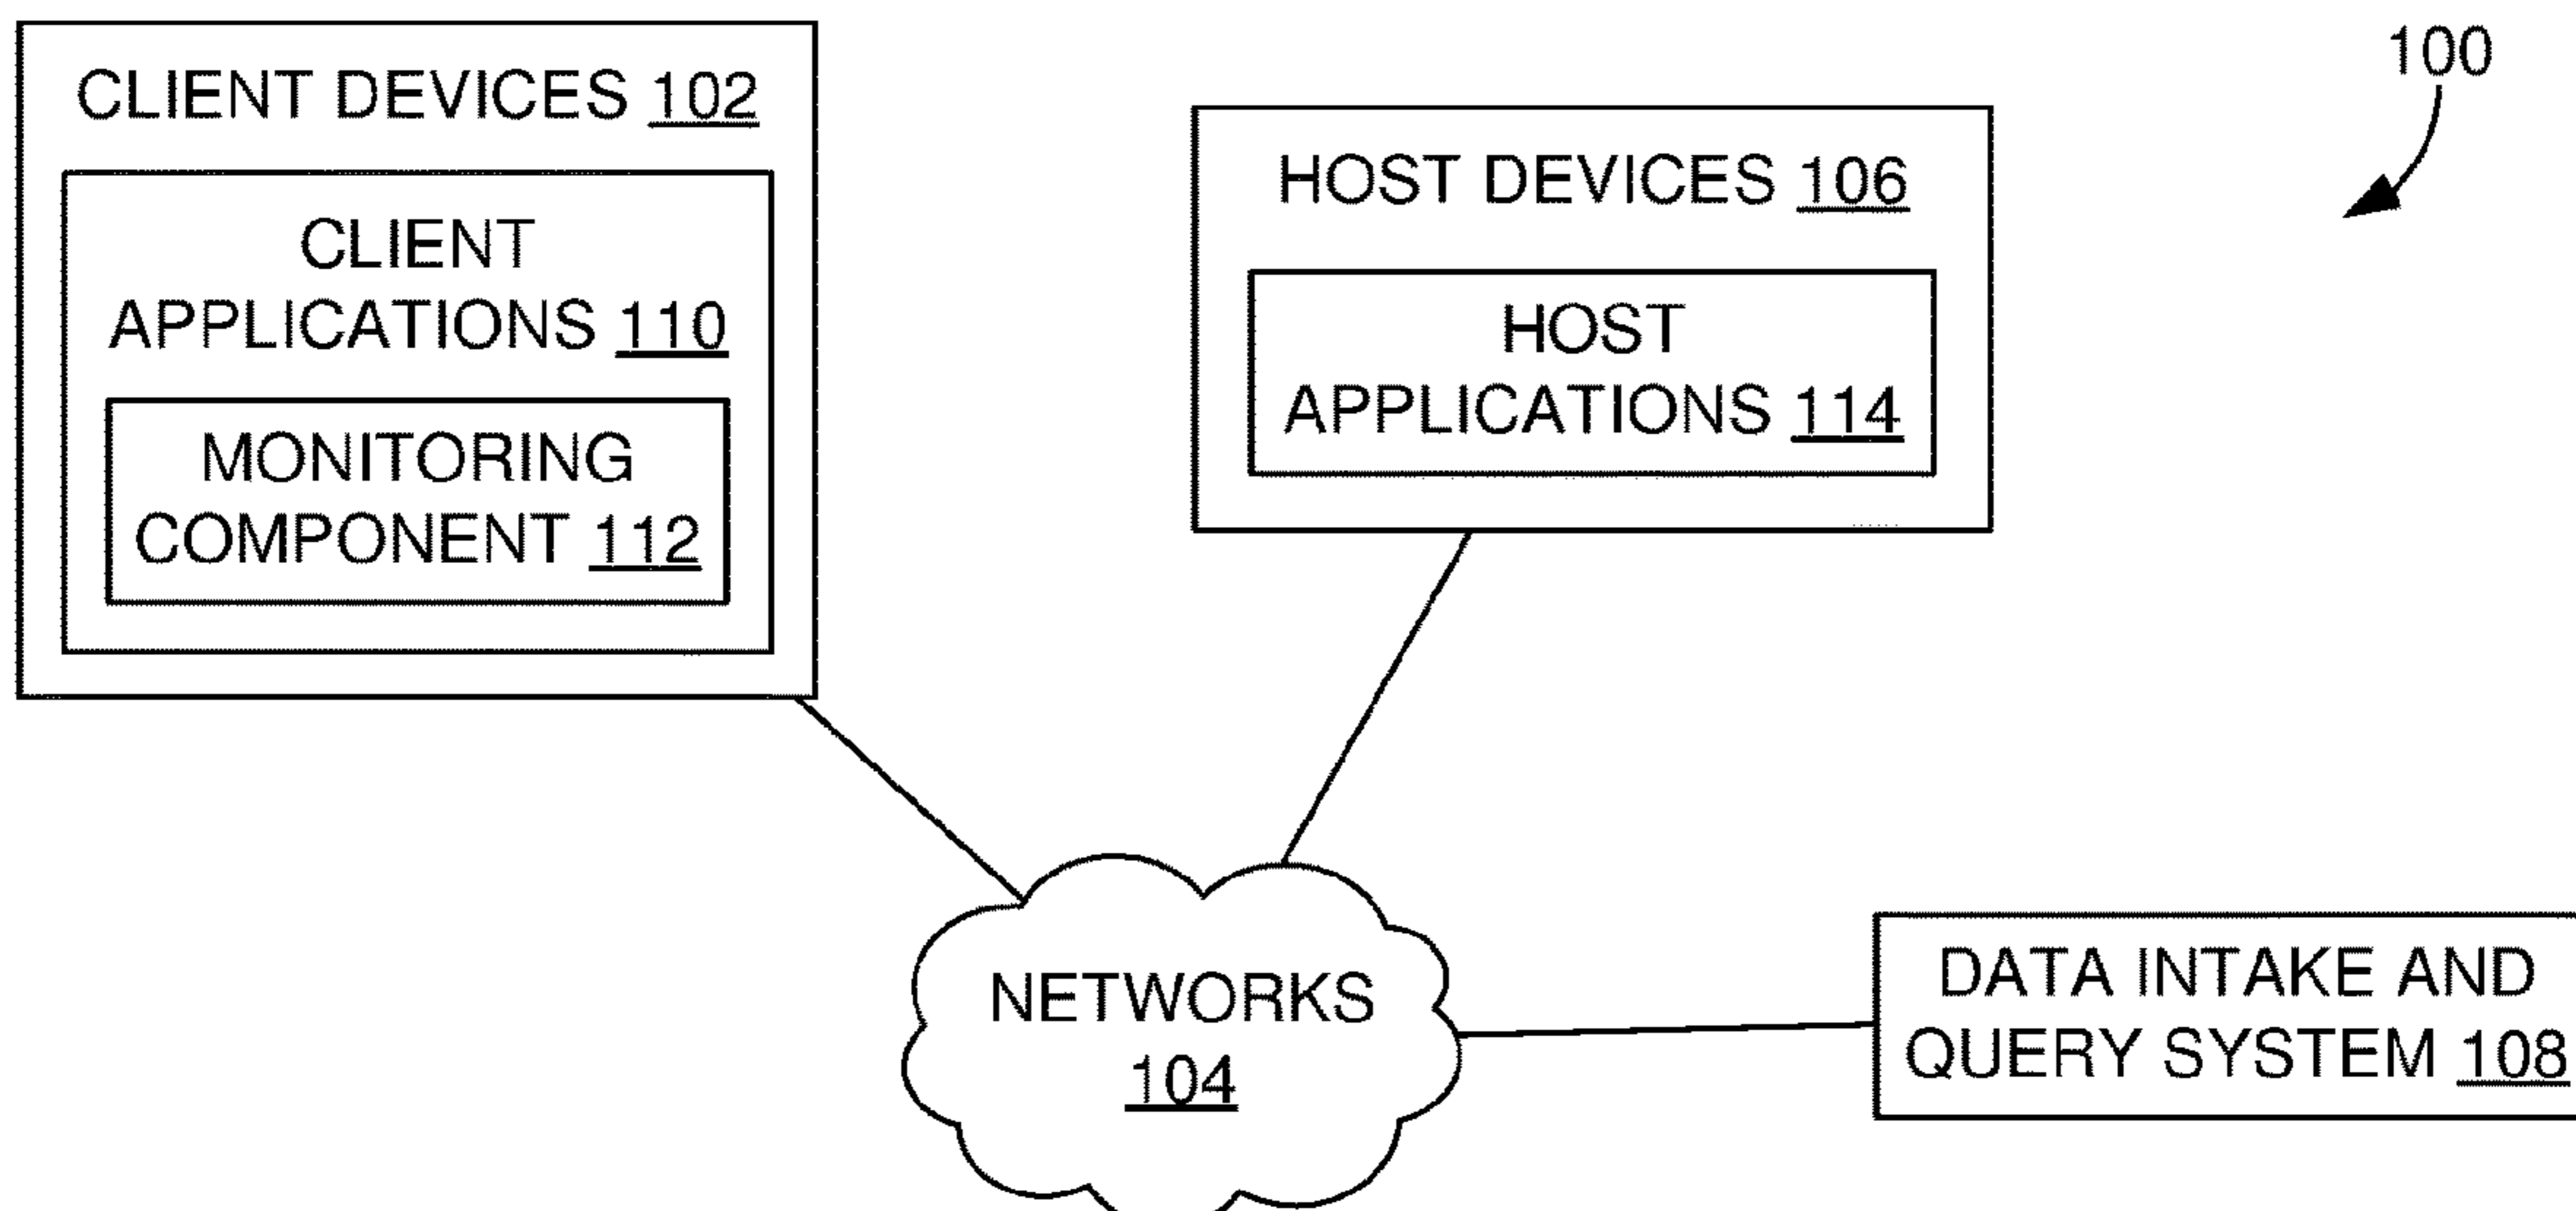 CLIENT DEVICES 102
CLIENT
APPLICATIONS 110
MONITORING
COMPONENT 112
HOST DEVICES 106
HOST
APPLICATIONS 114
100
NETWORKS
104
DATA INTAKE AND
QUERY SYSTEM 108